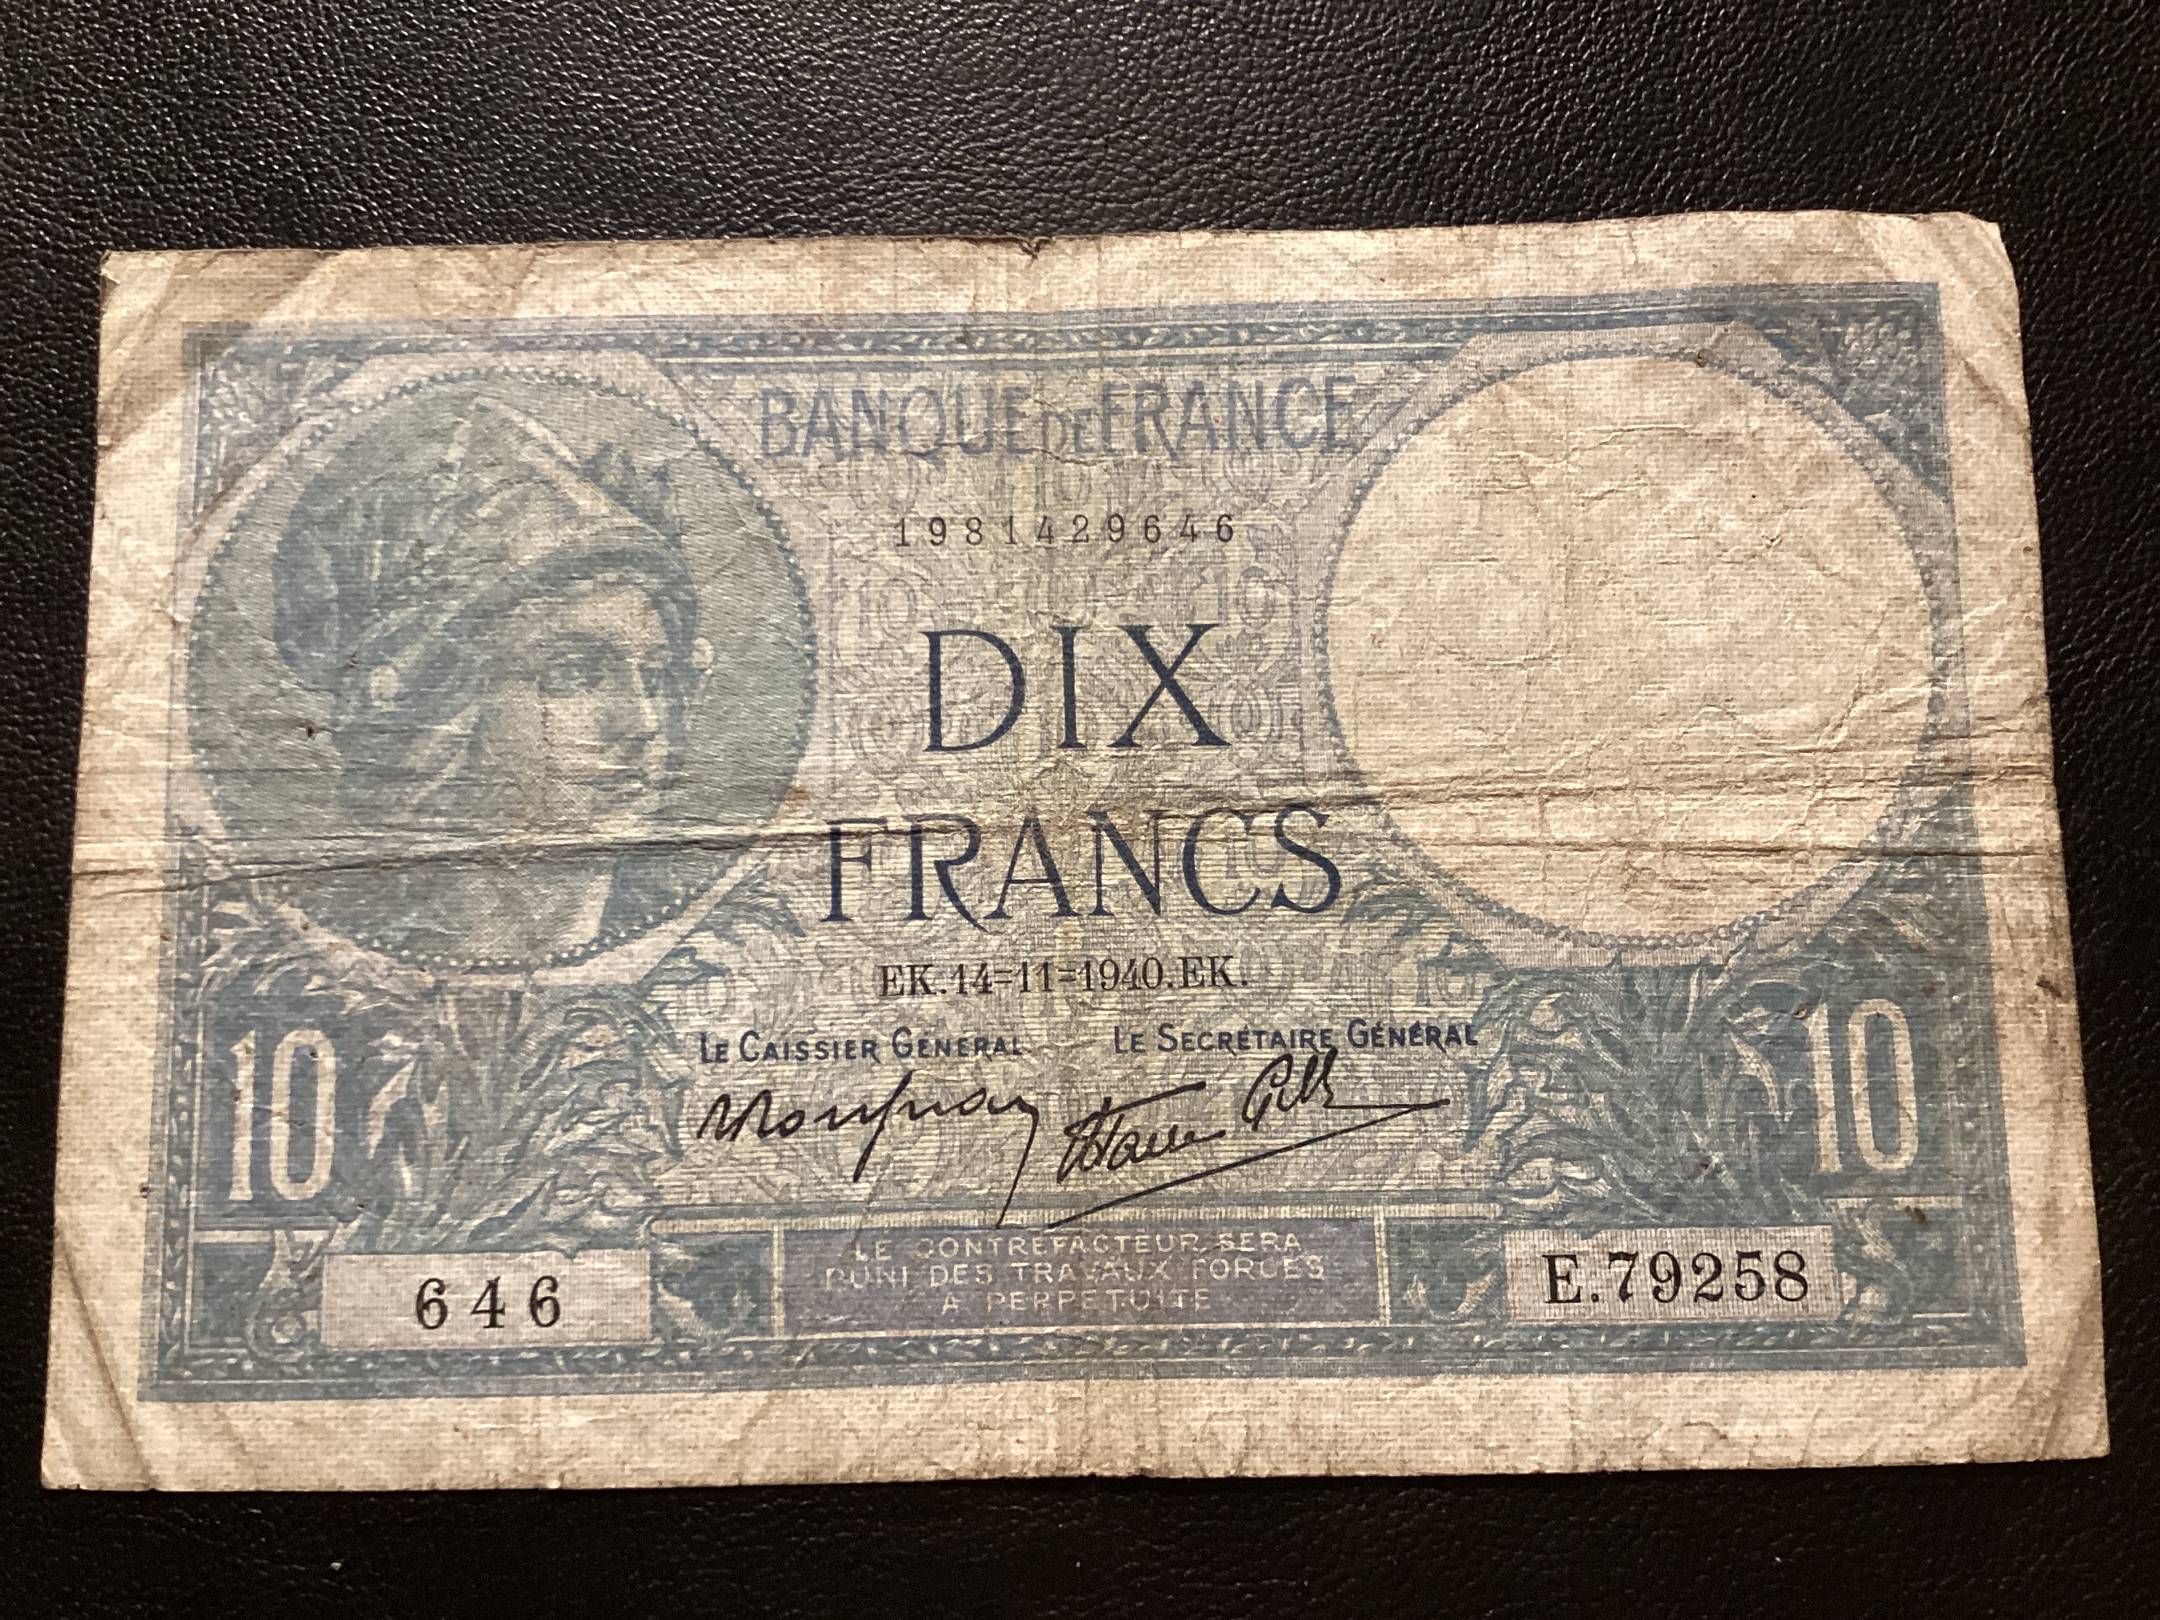 BANQUE DE FRANCE
1981429646
DIX
FRANCS
EK.14=11=1940.EK.
LE CAISSIER GÉNÉRAL LE SECRÉTAIRE GÉNÉRAL
10 10
LE CONTREFACTEUR SERA
PUNI DES TRAVAUX FORCÉS
A PERPÉTUITÉ
646 E.79258